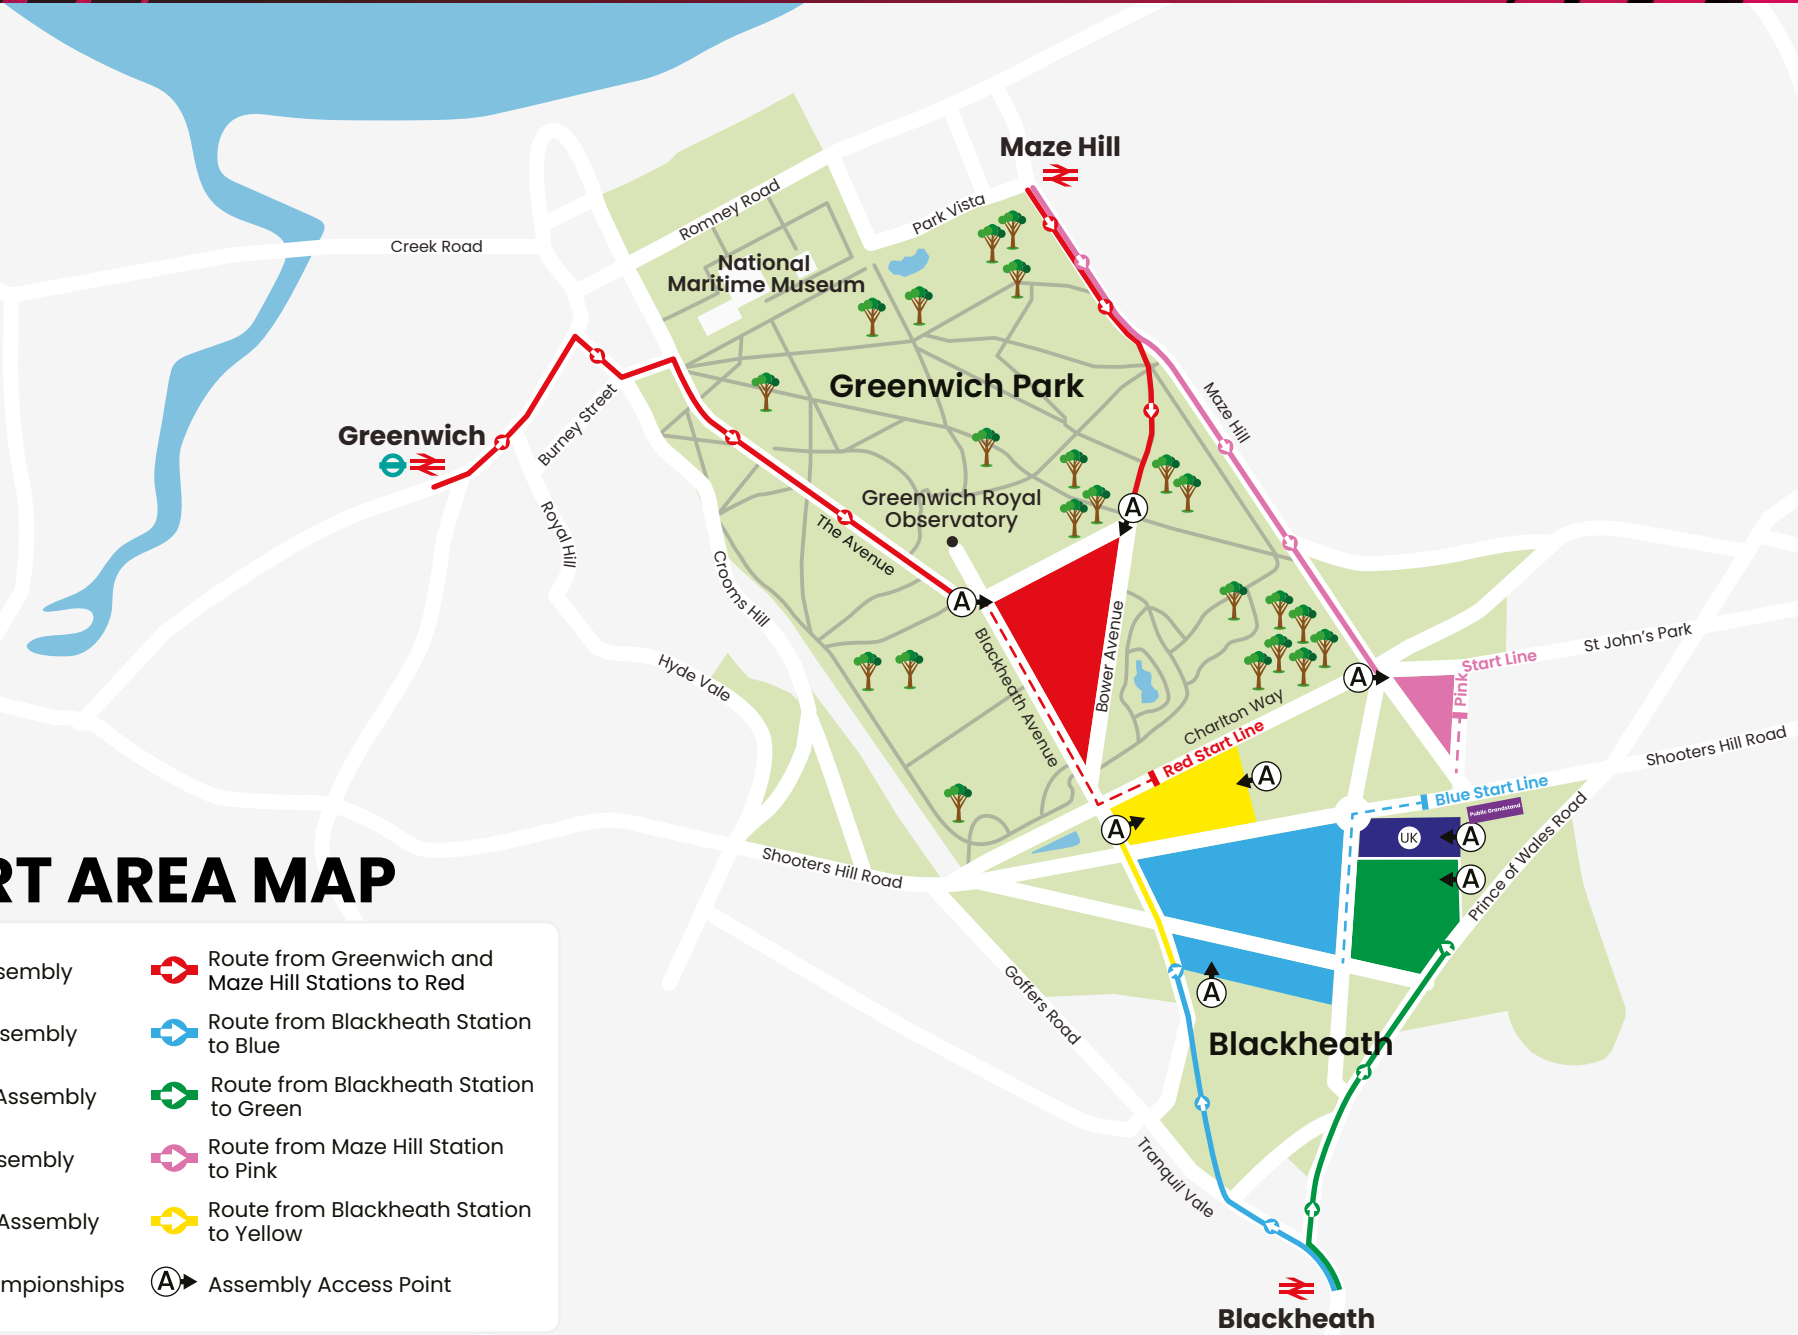 Maze Hill
Romney Road
Park Vista
Creek Road
National
Maritime Museum
Greenwich Park
Maze Hill
Burney Street
Greenwich
Greenwich Royal
Observatory
A
The Avenue
Royal Hill
Crooms Hill
A
Blackheath Avenue
Bower Avenue
St John’s Park
Hyde Vale
A
Start Line
Pink
Charlton Way
Red Start Line
Shooters Hill Road
A
Blue Start Line
Public Grandstand
A
UK
A
Shooters Hill Road
A
Prince of Wales Road
A
Goffers Road
Blackheath
Tranquil Vale
Blackheath
RT AREA MAP
sembly
Route from Greenwich and
Maze Hill Stations to Red
sembly
Route from Blackheath Station
to Blue
Assembly
Route from Blackheath Station
to Green
sembly
Route from Maze Hill Station
to Pink
Assembly
Route from Blackheath Station
to Yellow
mpionships
A
Assembly Access Point